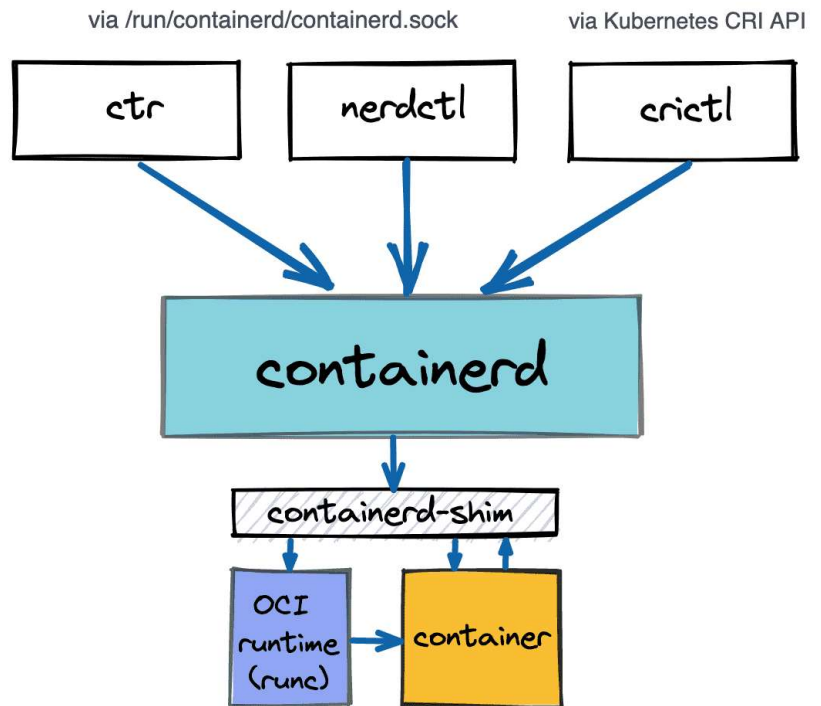 via /run/containerd/containerd.sock
via Kubernetes CRI API
ctr
nerdctl
crictl
containerd
containerd-shim
OCI
runtime
(runc)
container